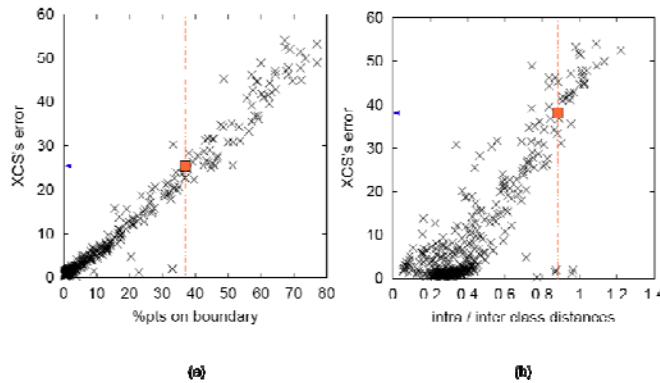 60
50
40
30
20
10
0
XCS's error
0 10 20 30 40 50 60 70 80
%pts on boundary
(a)
60
50
40
30
20
10
0
XCS's error
0 0.2 0.4 0.6 0.8 1 1.2 1.4
intra / inter class distances
(b)